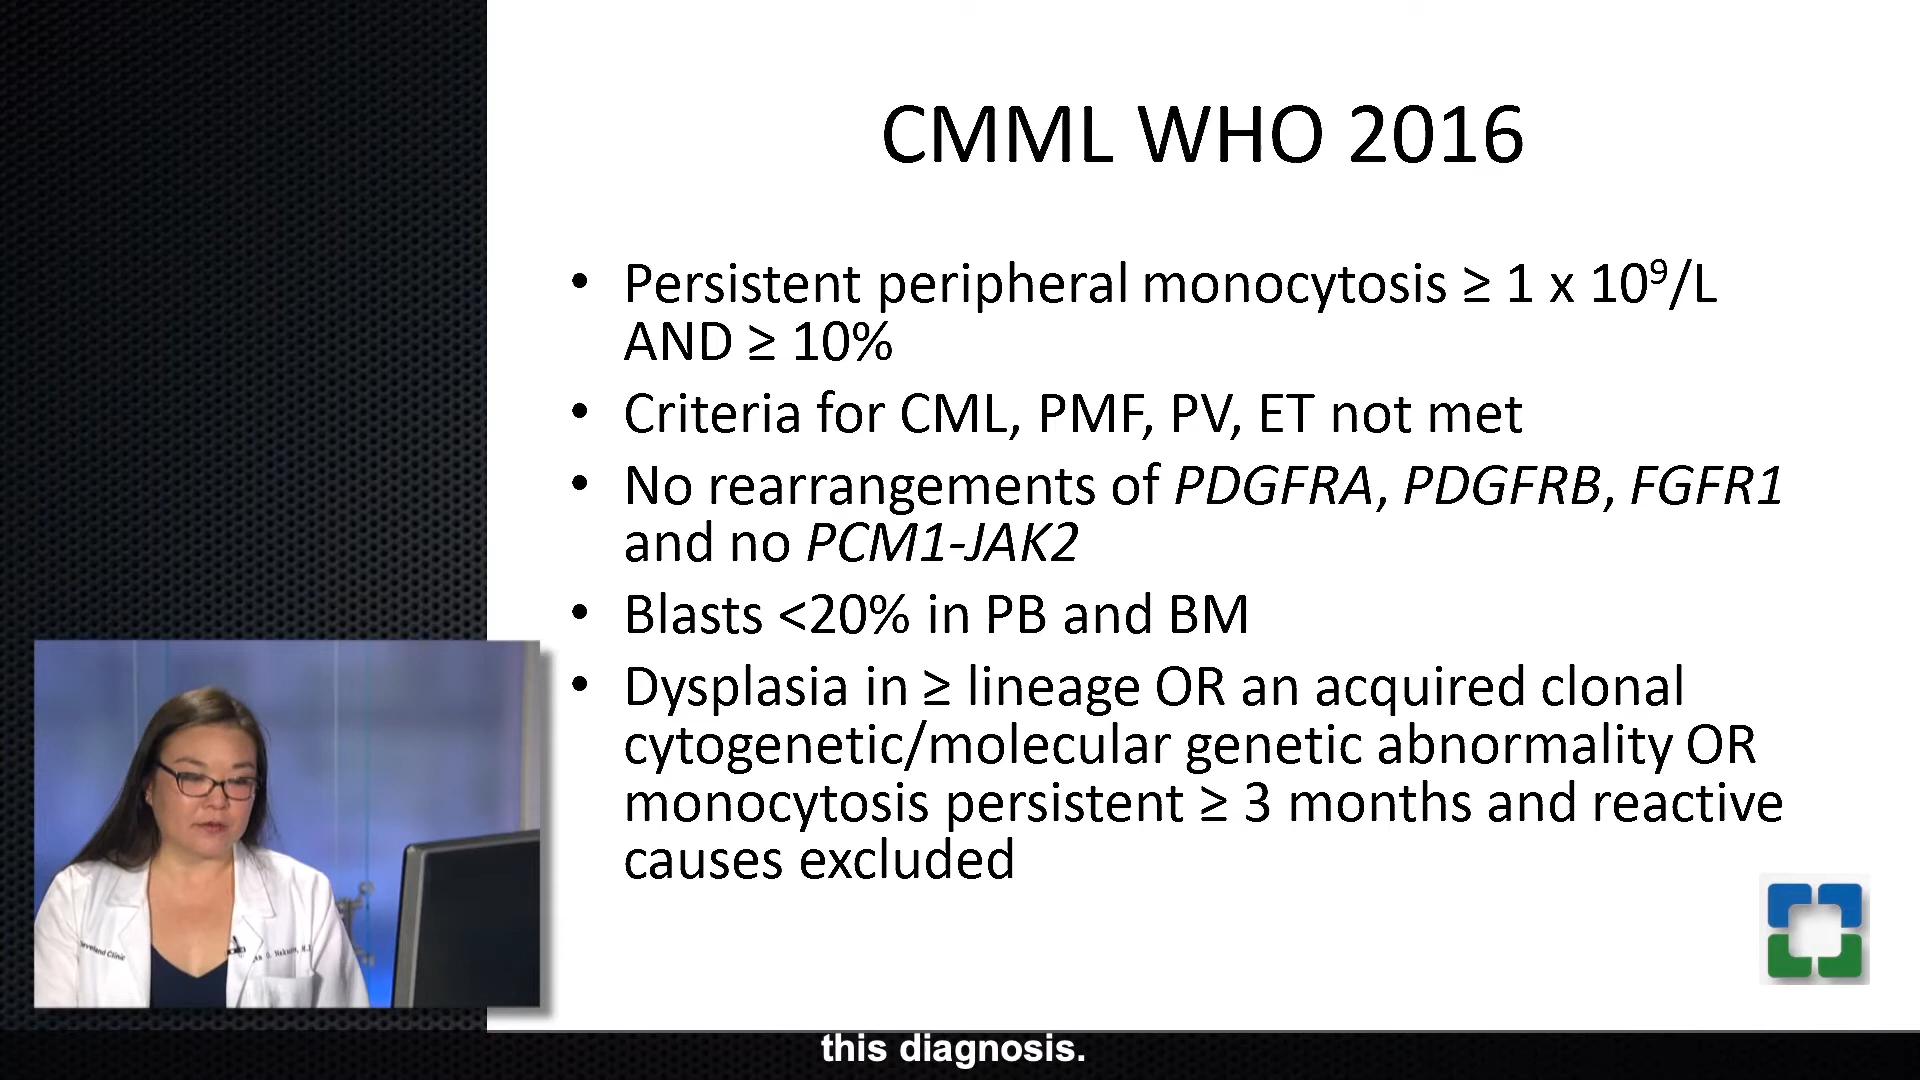 CMML WHO 2016
• Persistent peripheral monocytosis ≥ 1 x 10⁹/L
AND ≥ 10%
• Criteria for CML, PMF, PV, ET not met
• No rearrangements of PDGFRA, PDGFRB, FGFR1
and no PCM1-JAK2
• Blasts <20% in PB and BM
• Dysplasia in ≥ lineage OR an acquired clonal
cytogenetic/molecular genetic abnormality OR
monocytosis persistent ≥ 3 months and reactive
causes excluded
Cleveland Clinic
this diagnosis.